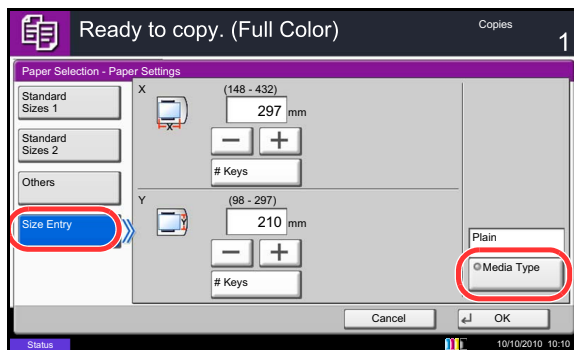 Ready to copy. (Full Color)
Copies
1
Paper Selection - Paper Settings
Standard
Sizes 1
Standard
Sizes 2
Others
Size Entry
X
(148 - 432)
297 mm
X
# Keys
Y
(98 - 297)
210 mm
Y
# Keys
Plain
Media Type
Cancel
OK
Status
10/10/2010 10:10